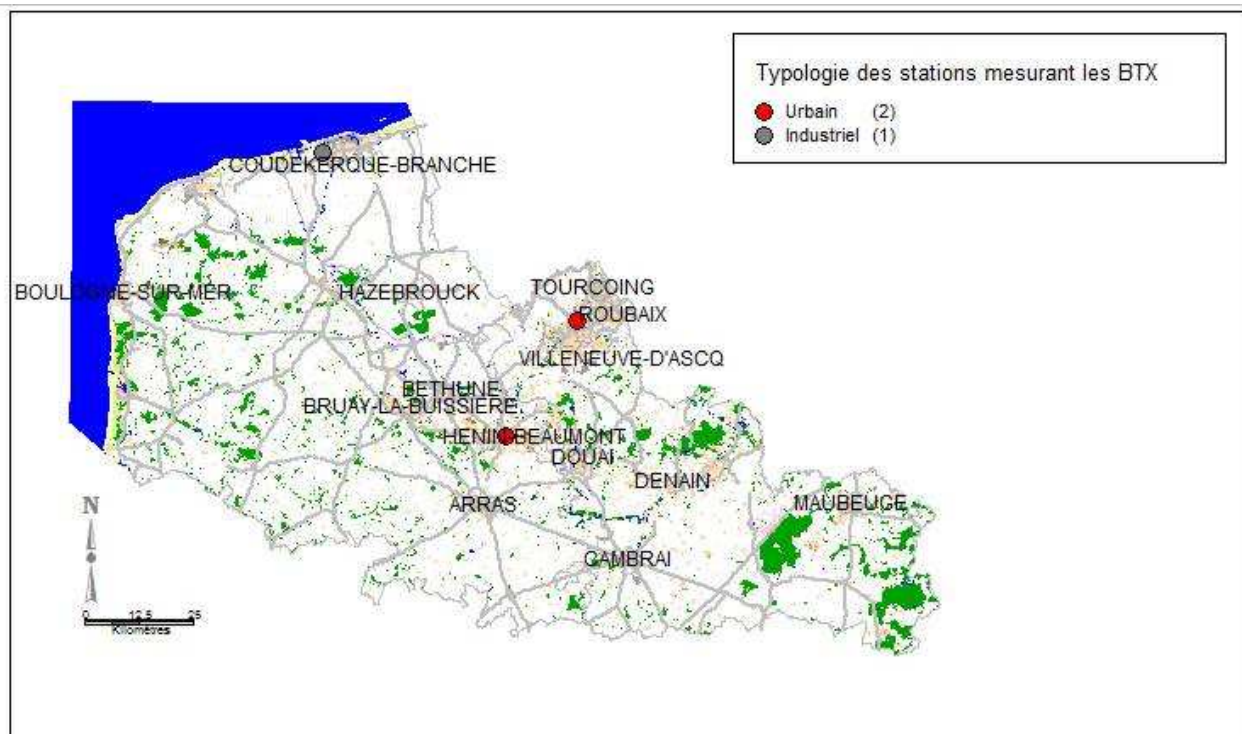 Typologie des stations mesurant les BTX
Urbain (2)
Industriel (1)
COUDEKERQUE-BRANCHE
BOULOGNE-SUR-MER
HAZEBROUCK
TOURCOING
ROUBAIX
VILLENEUVE-D'ASCQ
BETHUNE
BRUAY-LA-BUISSIERE
HENIN-BEAUMONT
DOUAI
DENAIN
ARRAS
MAUBEUGE
CAMBRAI
N
0 12,5 25
Kilomètres